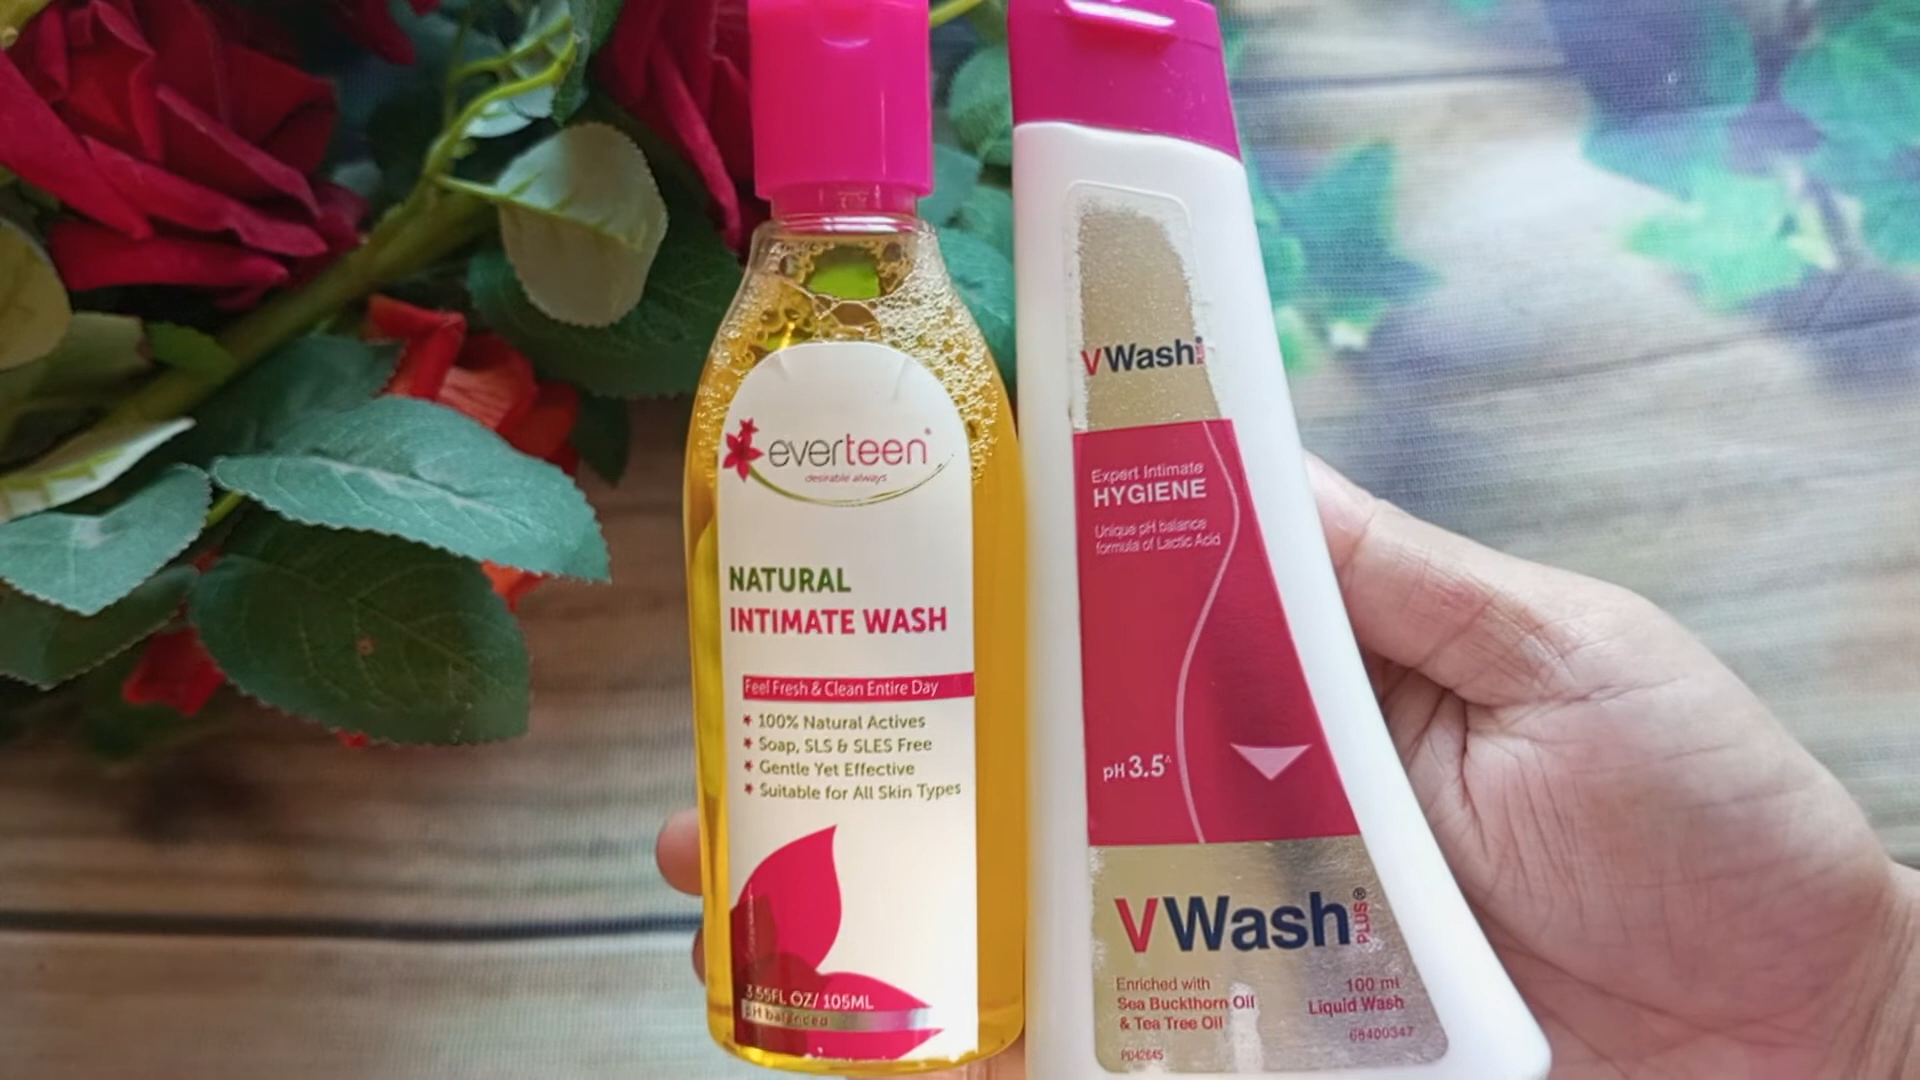 everteen®
desirable always
NATURAL
INTIMATE WASH
Feel Fresh & Clean Entire Day
100% Natural Actives
Soap, SLS & SLES Free
Gentle Yet Effective
Suitable for All Skin Types
3.55FL OZ/ 105ML
pH balanced
VWash PLUS
Expert Intimate
HYGIENE
Unique pH balance
formula of Lactic Acid
pH 3.5^
VWash PLUS®
Enriched with
Sea Buckthorn Oil
& Tea Tree Oil
100 ml
Liquid Wash
68400347
PD42645